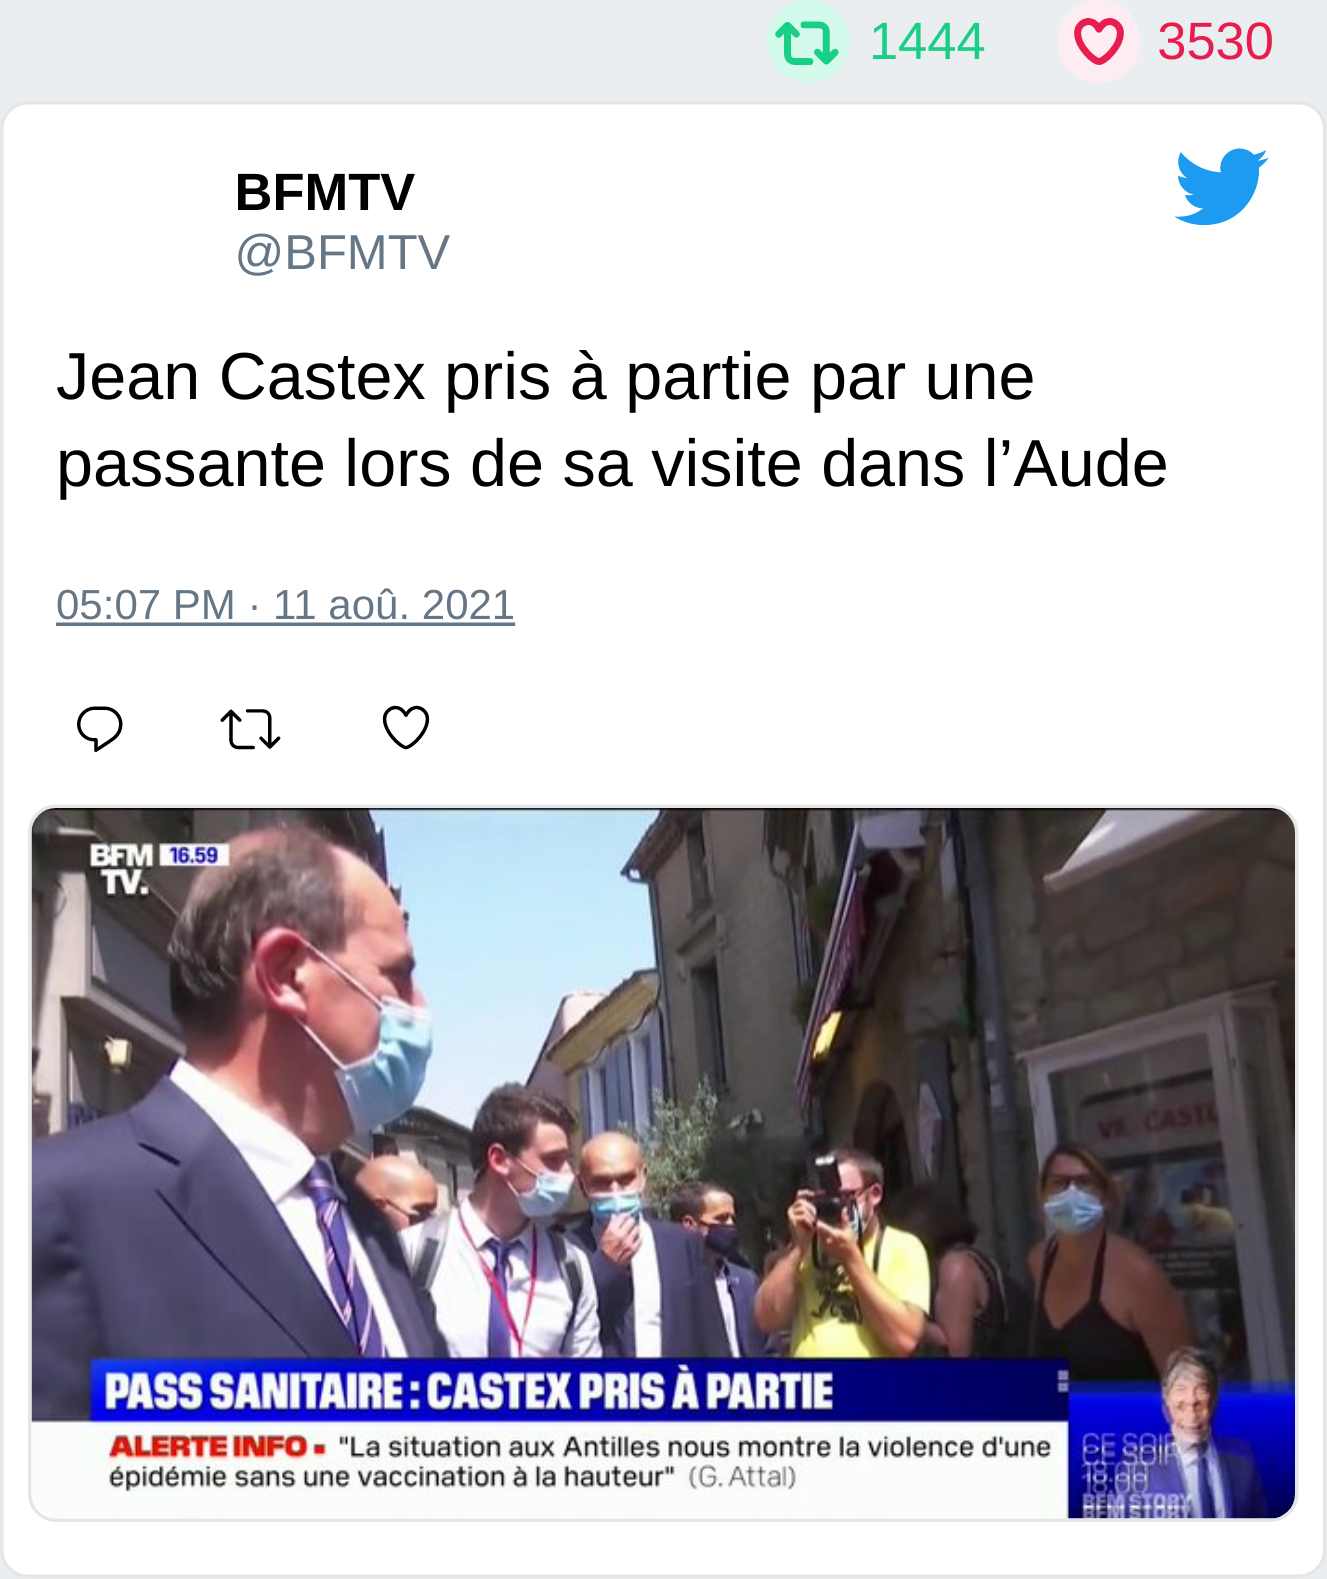 1444 3530
BFMTV
@BFMTV
Jean Castex pris à partie par une
passante lors de sa visite dans l’Aude
05:07 PM · 11 aoû. 2021
BFM 16.59
TV.
PASS SANITAIRE : CASTEX PRIS À PARTIE
ALERTE INFO ▪ "La situation aux Antilles nous montre la violence d'une
épidémie sans une vaccination à la hauteur" (G. Attal)
CE SOIR
18:00
BFM STORY